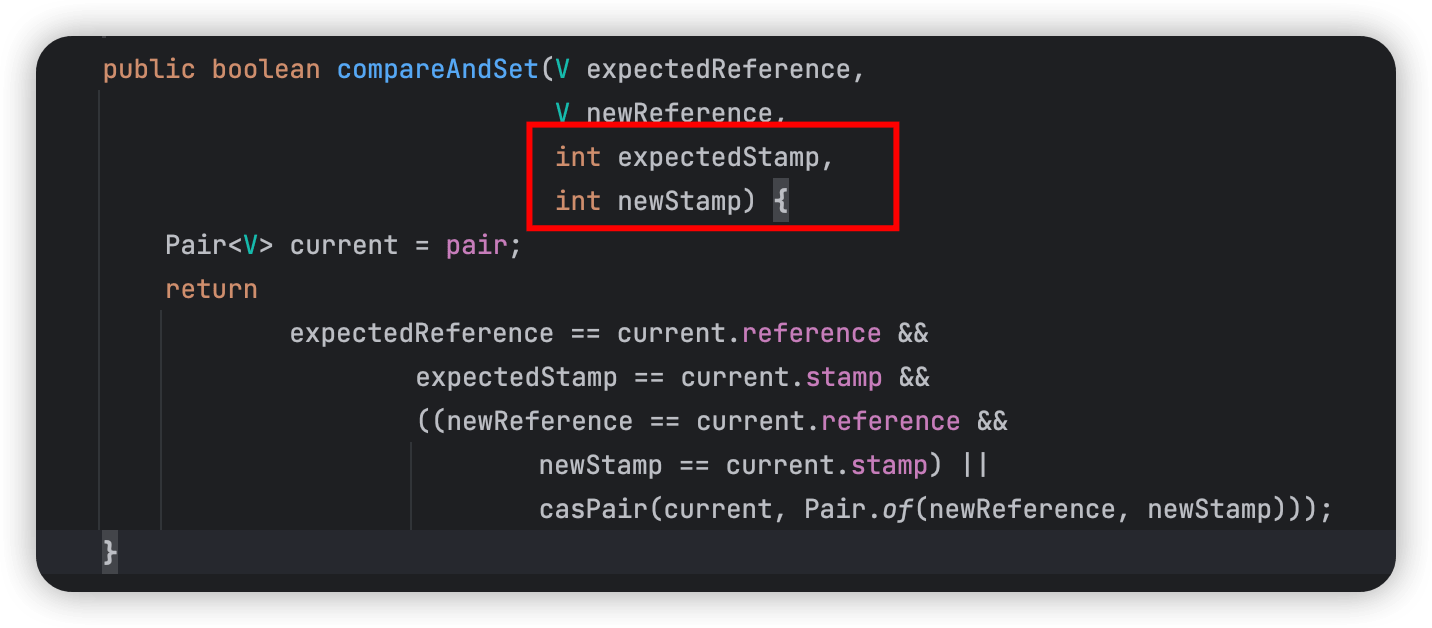 public boolean compareAndSet(V expectedReference,
V newReference,
int expectedStamp,
int newStamp) {
Pair<V> current = pair;
return
expectedReference == current.reference &&
expectedStamp == current.stamp &&
((newReference == current.reference &&
newStamp == current.stamp) ||
casPair(current, Pair.of(newReference, newStamp)));
}